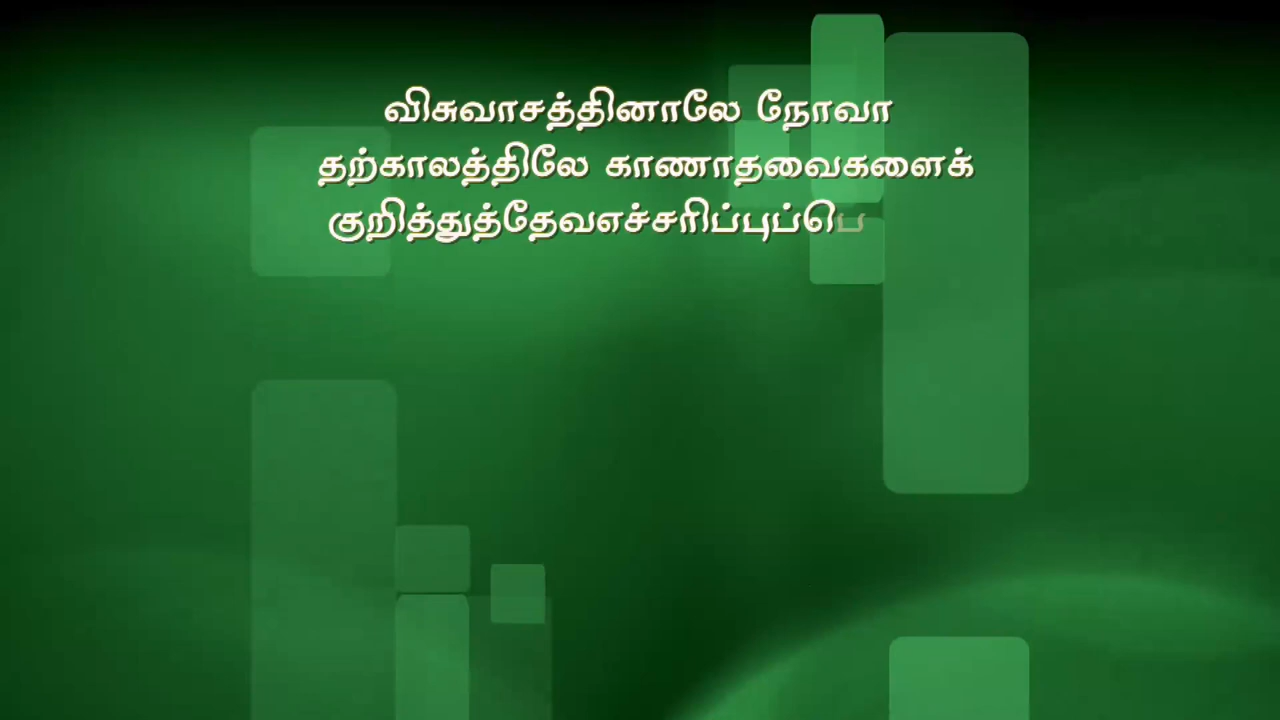 விசுவாசத்தினாலே நோவா
தற்காலத்திலே காணாதவைகளைக்
குறித்துத்தேவஎச்சரிப்புப்பெ